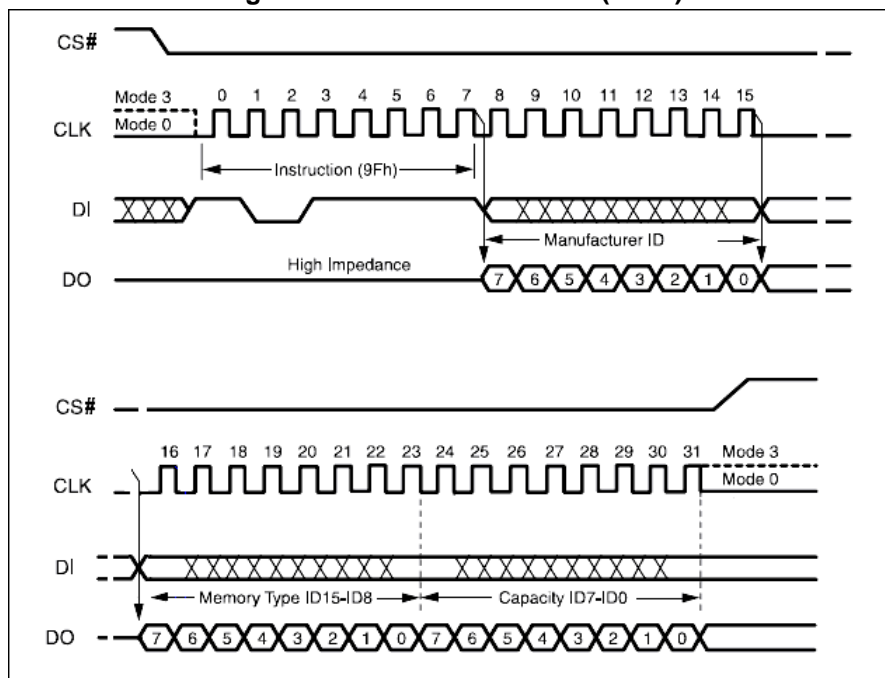 CS#
Mode 3
0 1 2 3 4 5 6 7 8 9 10 11 12 13 14 15
CLK
Mode 0
Instruction (9Fh)
DI
Manufacturer ID
High Impedance
DO
7 6 5 4 3 2 1 0
CS#
16 17 18 19 20 21 22 23 24 25 26 27 28 29 30 31
Mode 3
CLK
Mode 0
DI
Memory Type ID15-ID8
Capacity ID7-ID0
DO
7 6 5 4 3 2 1 0 7 6 5 4 3 2 1 0